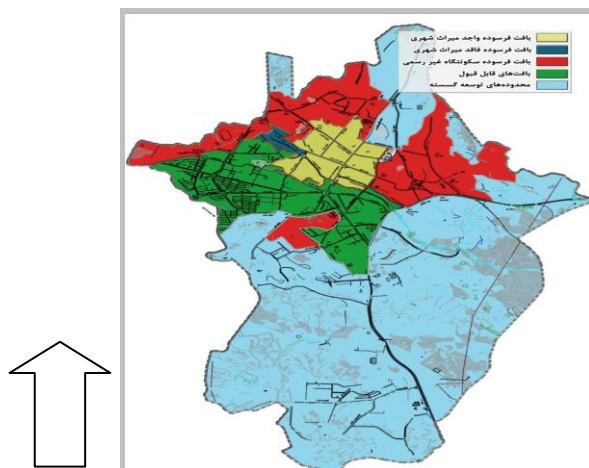 بافت فرسوده واجد میراث شهری
بافت فرسوده فاقد میراث شهری
بافت فرسوده سکونتگاه غیر رسمی
بافت‌های قابل قبول
محدوده‌های توسعه گسسته